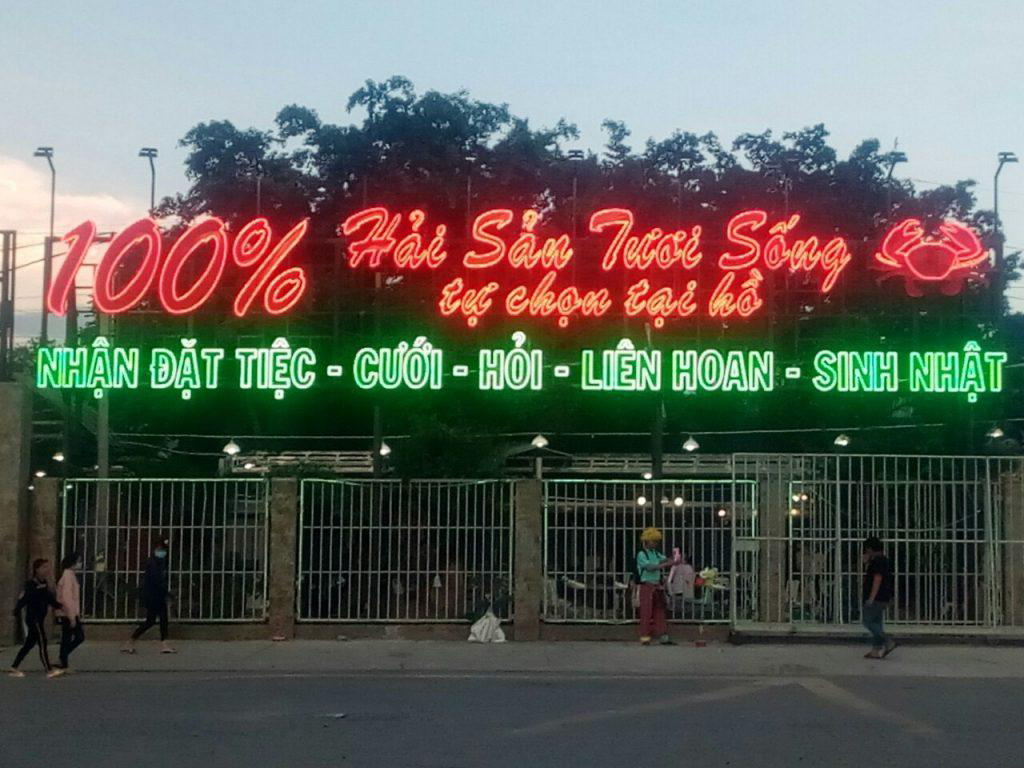 100% Hải Sản Tươi Sống
tự chọn tại hồ
NHẬN ĐẶT TIỆC - CƯỚI - HỎI - LIÊN HOAN - SINH NHẬT